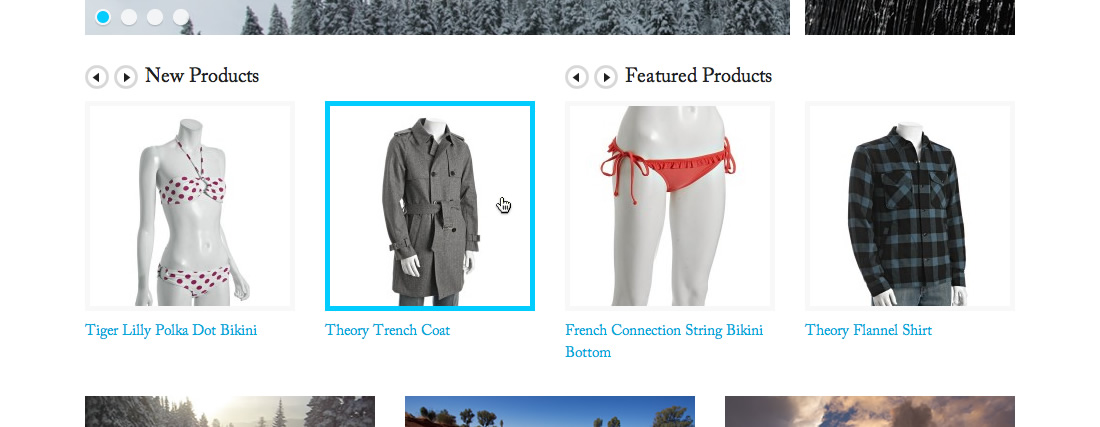 New Products
Featured Products
Tiger Lilly Polka Dot Bikini
Theory Trench Coat
French Connection String Bikini
Bottom
Theory Flannel Shirt